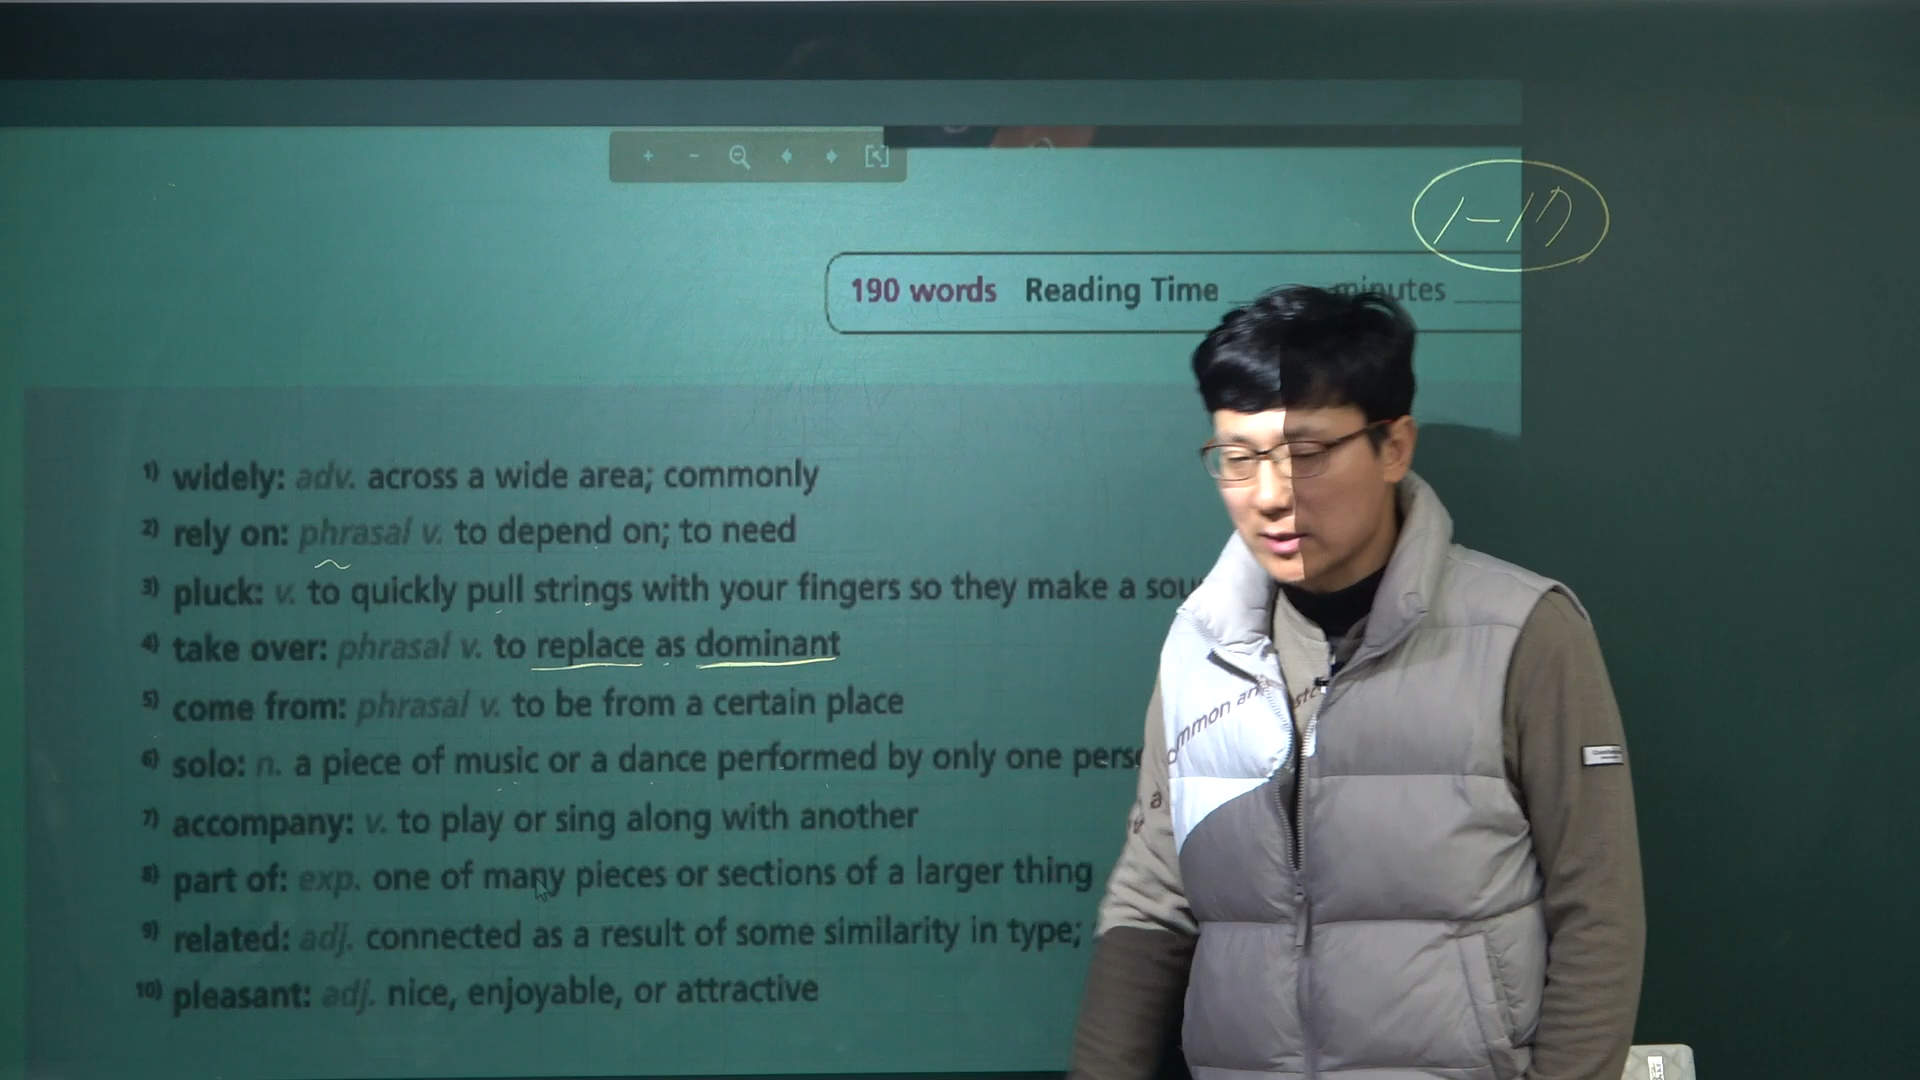 1-17
190 words Reading Time ____ minutes ____
1) widely: adv. across a wide area; commonly
2) rely on: phrasal v. to depend on; to need
3) pluck: v. to quickly pull strings with your fingers so they make a sou
4) take over: phrasal v. to replace as dominant
5) come from: phrasal v. to be from a certain place
6) solo: n. a piece of music or a dance performed by only one pers
7) accompany: v. to play or sing along with another
8) part of: exp. one of many pieces or sections of a larger thing
9) related: adj. connected as a result of some similarity in type;
ommon an
10) pleasant: adj. nice, enjoyable, or attractive